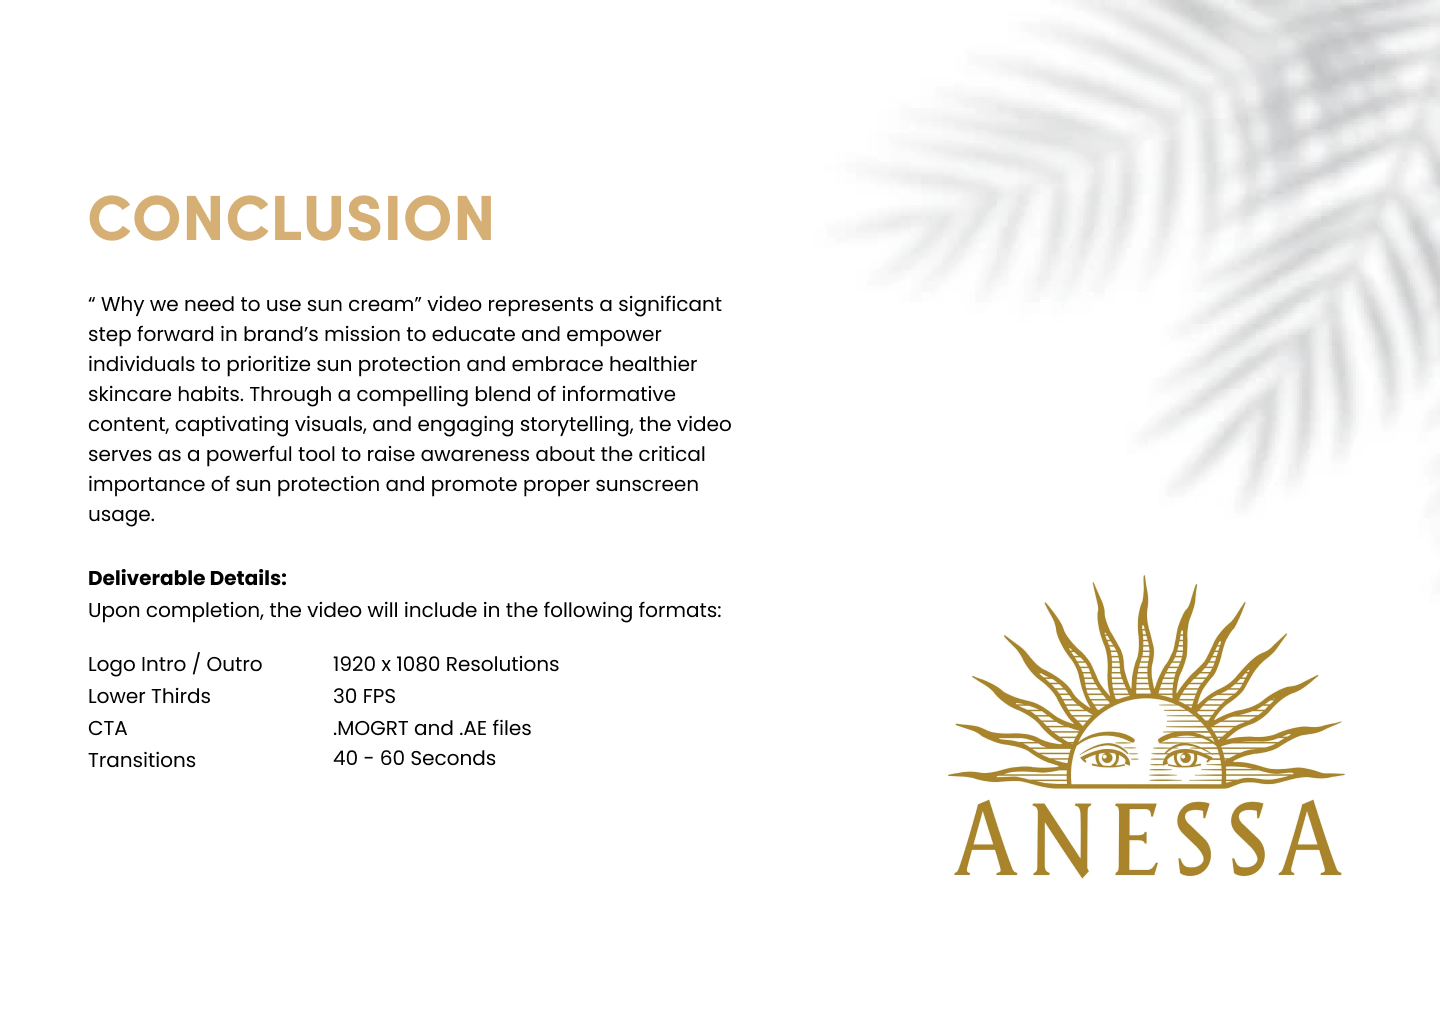 CONCLUSION
“ Why we need to use sun cream” video represents a significant
step forward in brand’s mission to educate and empower
individuals to prioritize sun protection and embrace healthier
skincare habits. Through a compelling blend of informative
content, captivating visuals, and engaging storytelling, the video
serves as a powerful tool to raise awareness about the critical
importance of sun protection and promote proper sunscreen
usage.
Deliverable Details:
Upon completion, the video will include in the following formats:
Logo Intro / Outro
Lower Thirds
CTA
Transitions
1920 x 1080 Resolutions
30 FPS
.MOGRT and .AE files
40 - 60 Seconds
ANESSA